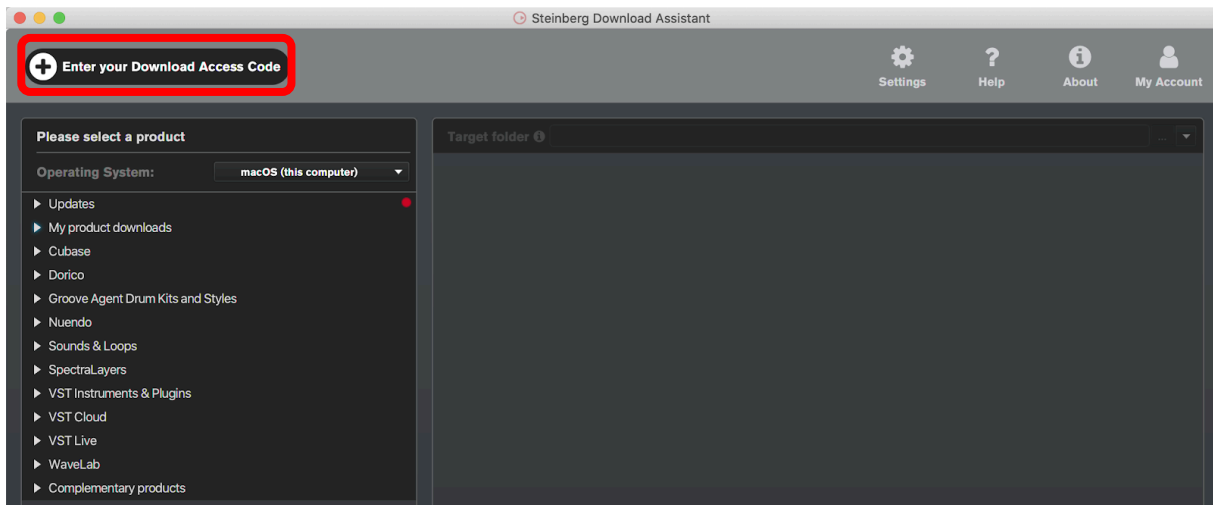 Steinberg Download Assistant
Enter your Download Access Code
Settings
Help
About
My Account
Please select a product
Operating System:
macOS (this computer)
Updates
My product downloads
Cubase
Dorico
Groove Agent Drum Kits and Styles
Nuendo
Sounds & Loops
SpectraLayers
VST Instruments & Plugins
VST Cloud
VST Live
WaveLab
Complementary products
Target folder
...